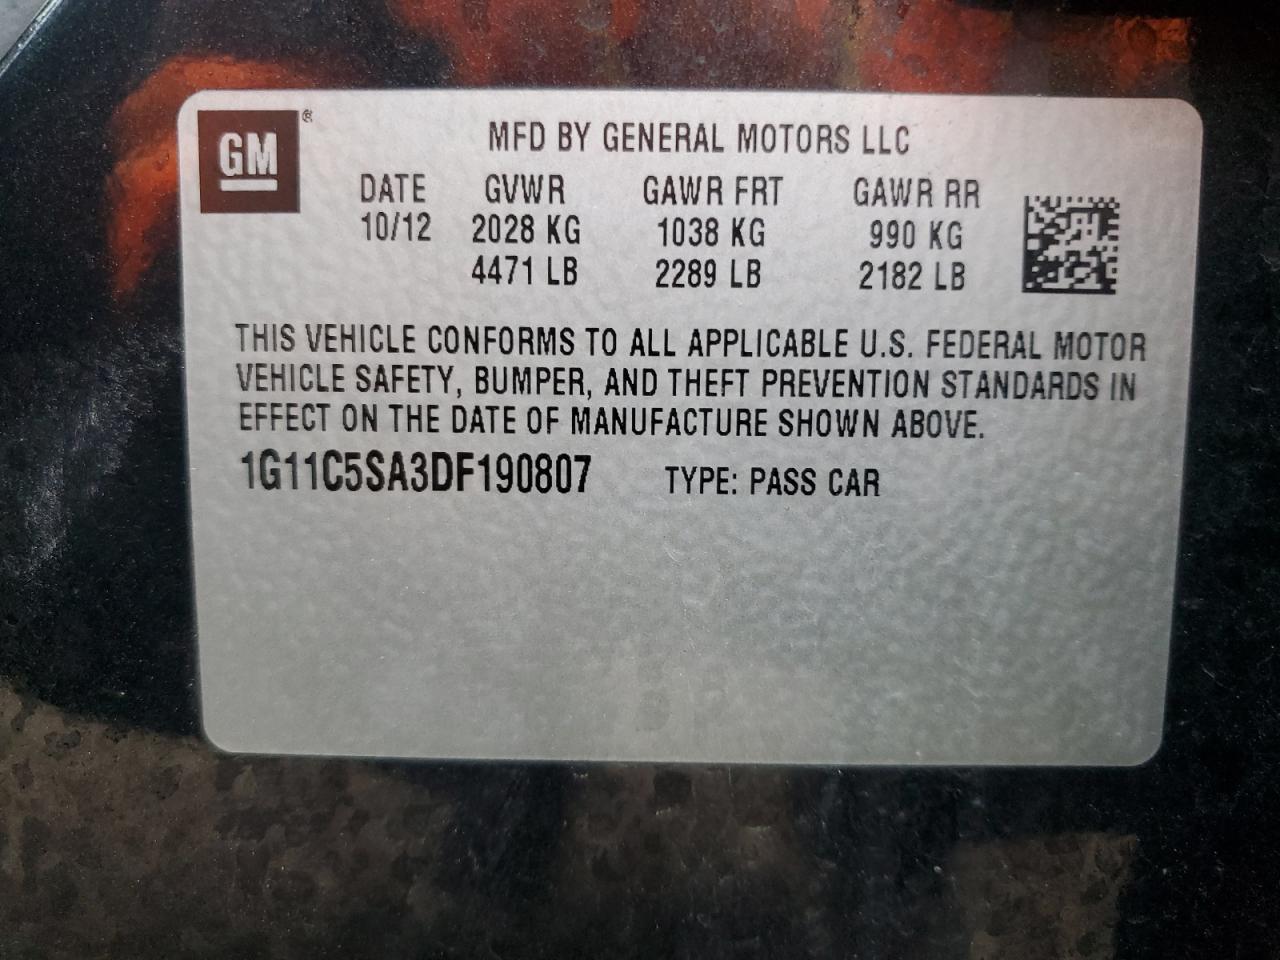 GM ®
MFD BY GENERAL MOTORS LLC
DATE GVWR GAWR FRT GAWR RR
10/12 2028 KG 1038 KG 990 KG
4471 LB 2289 LB 2182 LB
THIS VEHICLE CONFORMS TO ALL APPLICABLE U.S. FEDERAL MOTOR
VEHICLE SAFETY, BUMPER, AND THEFT PREVENTION STANDARDS IN
EFFECT ON THE DATE OF MANUFACTURE SHOWN ABOVE.
1G11C5SA3DF190807 TYPE: PASS CAR